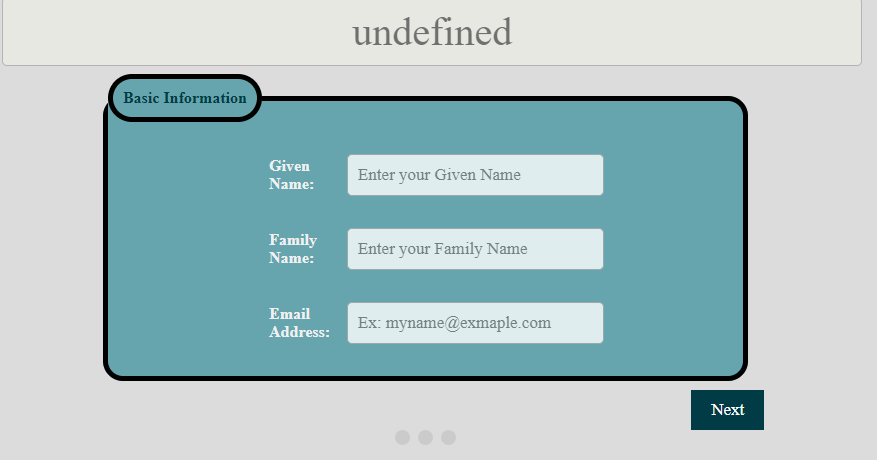 undefined
Basic Information
Given
Name:
Enter your Given Name
Family
Name:
Enter your Family Name
Email
Address:
Ex: myname@exmaple.com
Next